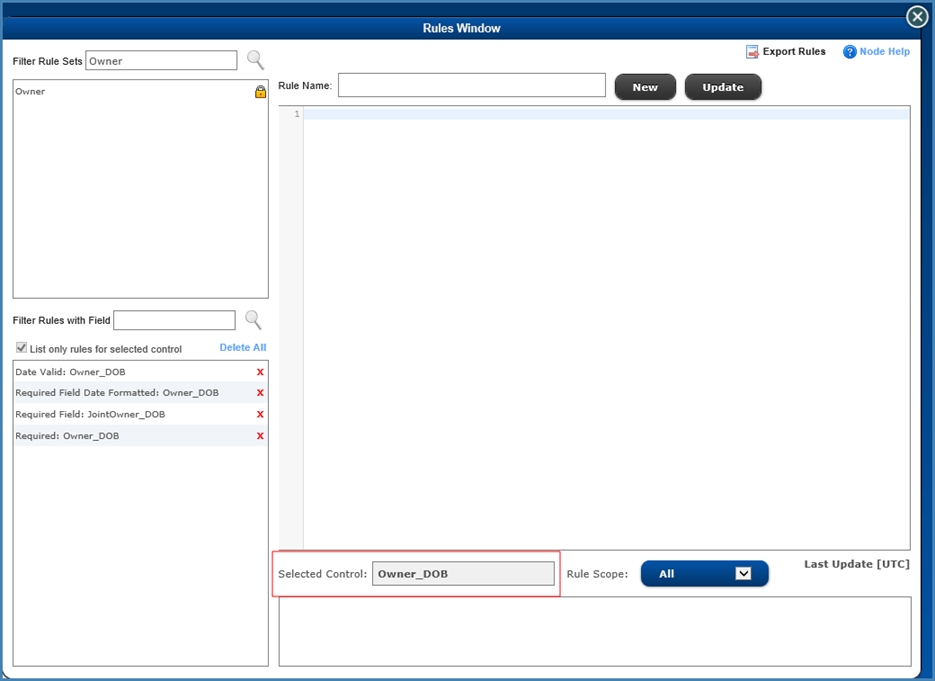 Rules Window
Filter Rule Sets Owner
Export Rules Node Help
Owner
Rule Name: New Update
1
Filter Rules with Field
List only rules for selected control Delete All
Date Valid: Owner_DOB X
Required Field Date Formatted: Owner_DOB X
Required Field: JointOwner_DOB X
Required: Owner_DOB X
Selected Control: Owner_DOB Rule Scope: All Last Update [UTC]